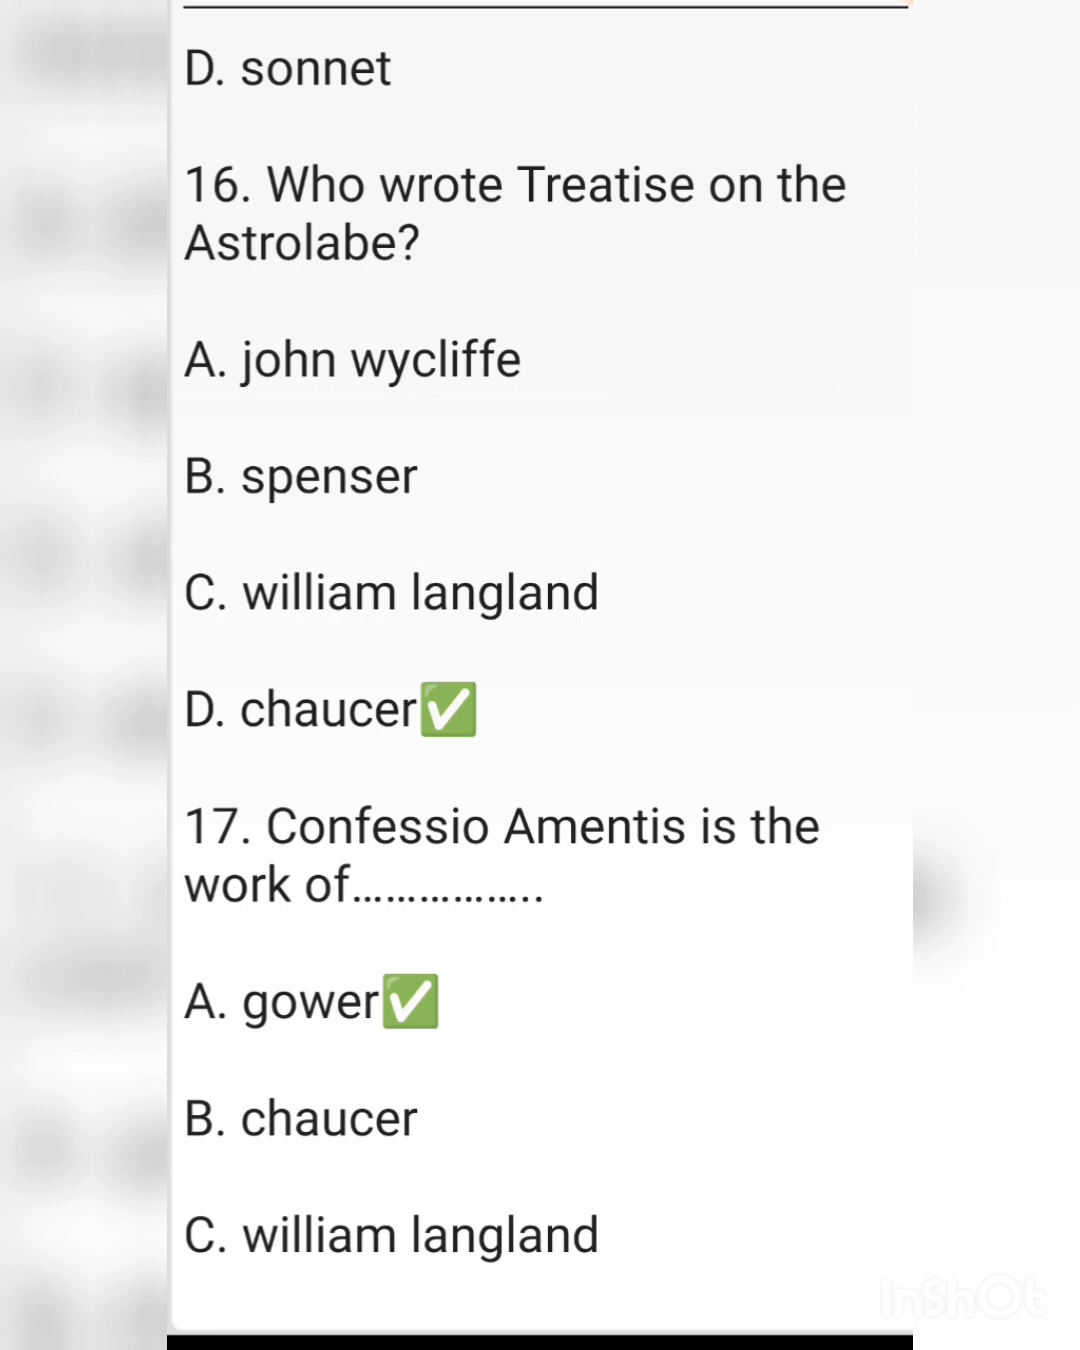 D. sonnet
16. Who wrote Treatise on the
Astrolabe?
A. john wycliffe
B. spenser
C. william langland
D. chaucer✅
17. Confessio Amentis is the
work of................
A. gower✅
B. chaucer
C. william langland
InShOt